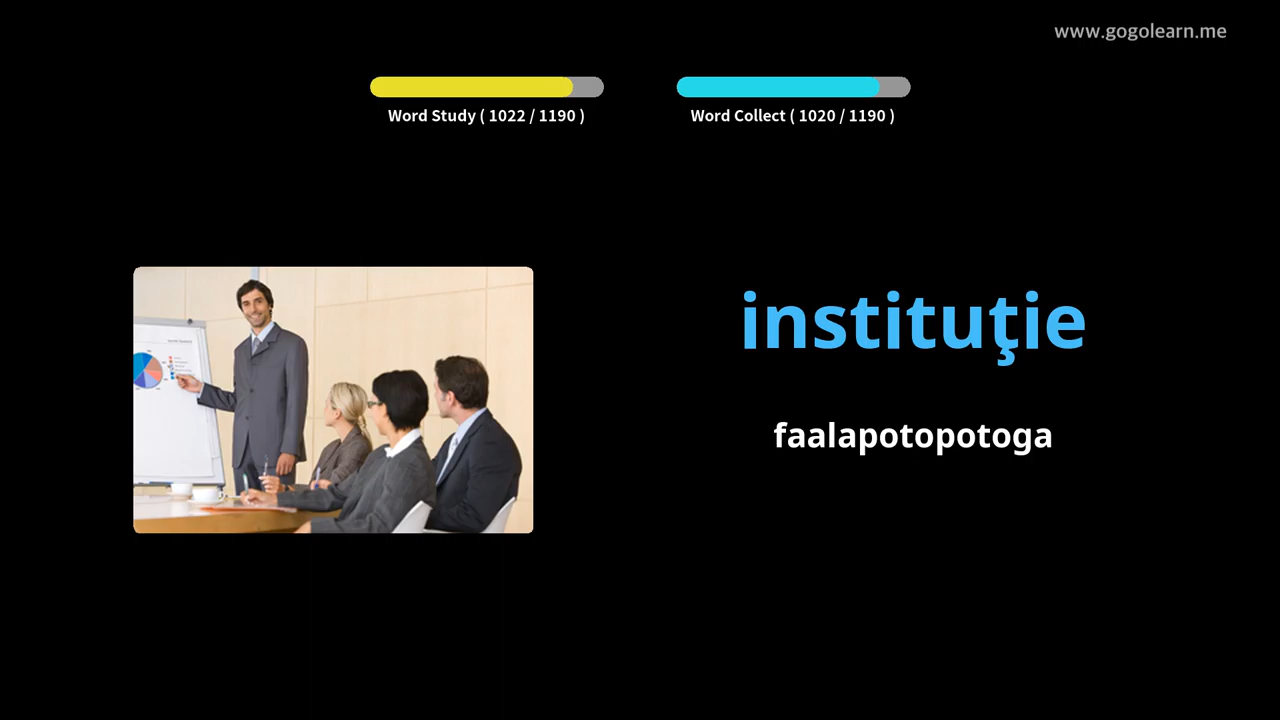 www.gogolearn.me
Word Study ( 1022 / 1190 )
Word Collect ( 1020 / 1190 )
instituţie
faalapotopotoga